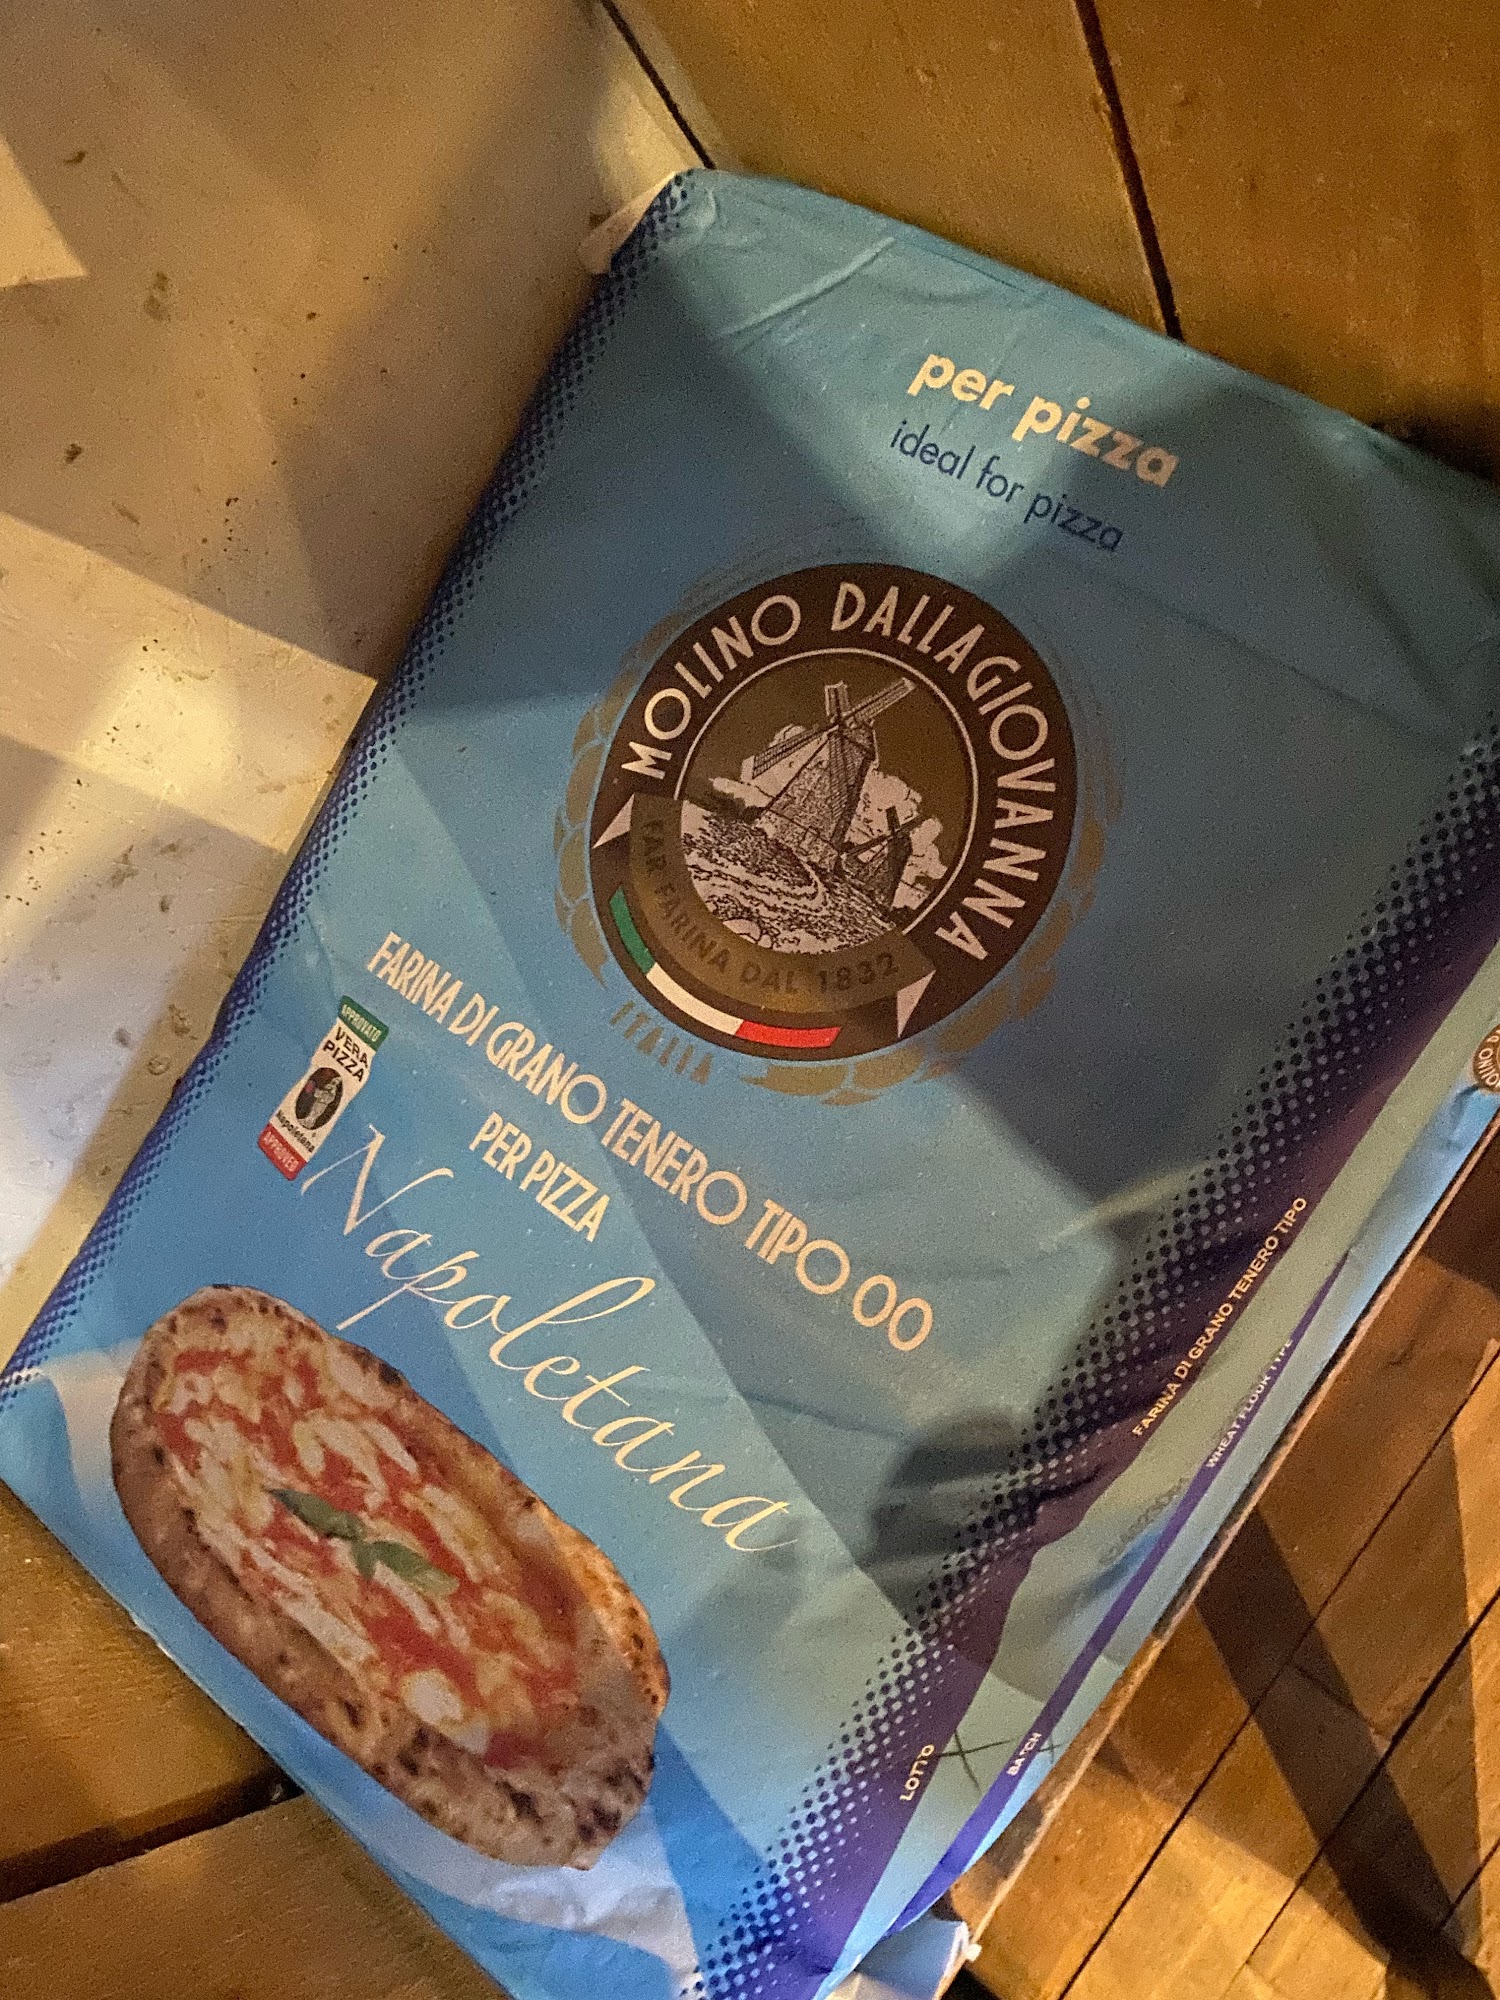 per pizza
ideal for pizza
MOLINO DALLAGIOVANNA
FAR FARINA DAL 1832
ITALIA
FARINA DI GRANO TENERO TIPO 00
PER PIZZA
Napoletana
APPROVATO
VERA
PIZZA
Napoletana
APPROVED
FARINA DI GRANO TENERO TIPO
WHEAT FLOUR TYPE
LOTTO
BATCH